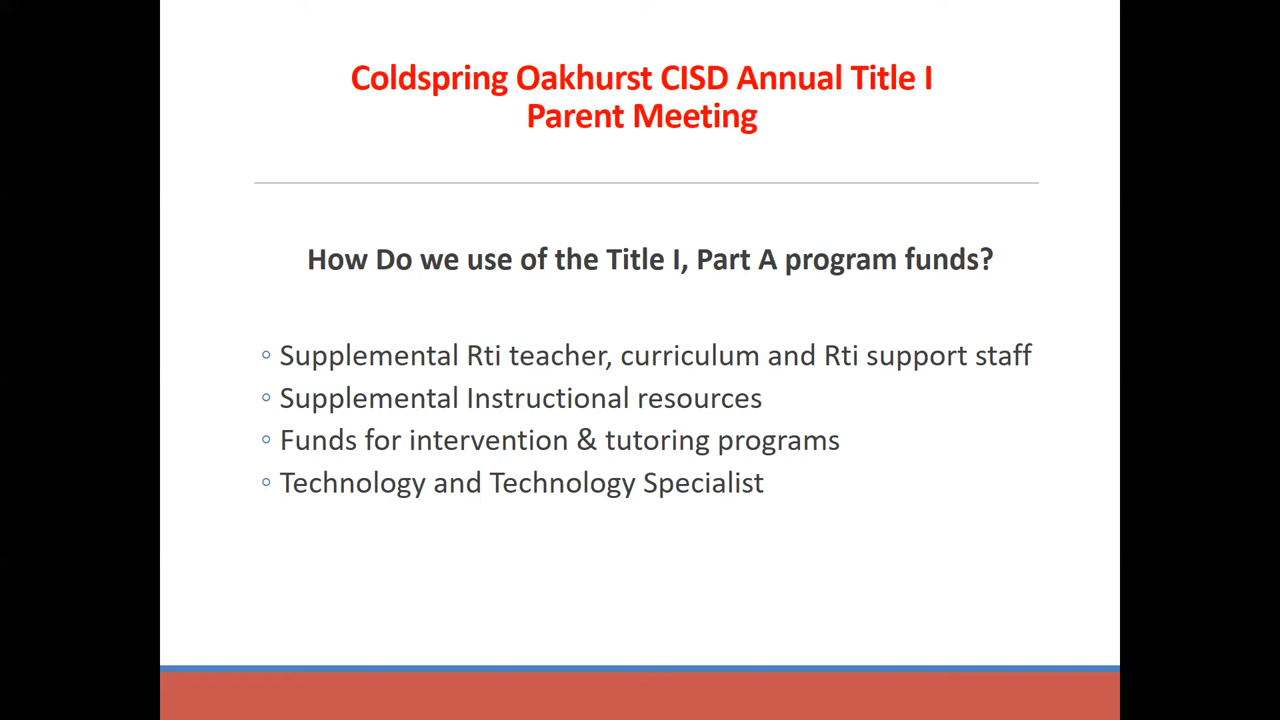 Coldspring Oakhurst CISD Annual Title I
Parent Meeting
How Do we use of the Title I, Part A program funds?
◦ Supplemental Rti teacher, curriculum and Rti support staff
◦ Supplemental Instructional resources
◦ Funds for intervention & tutoring programs
◦ Technology and Technology Specialist